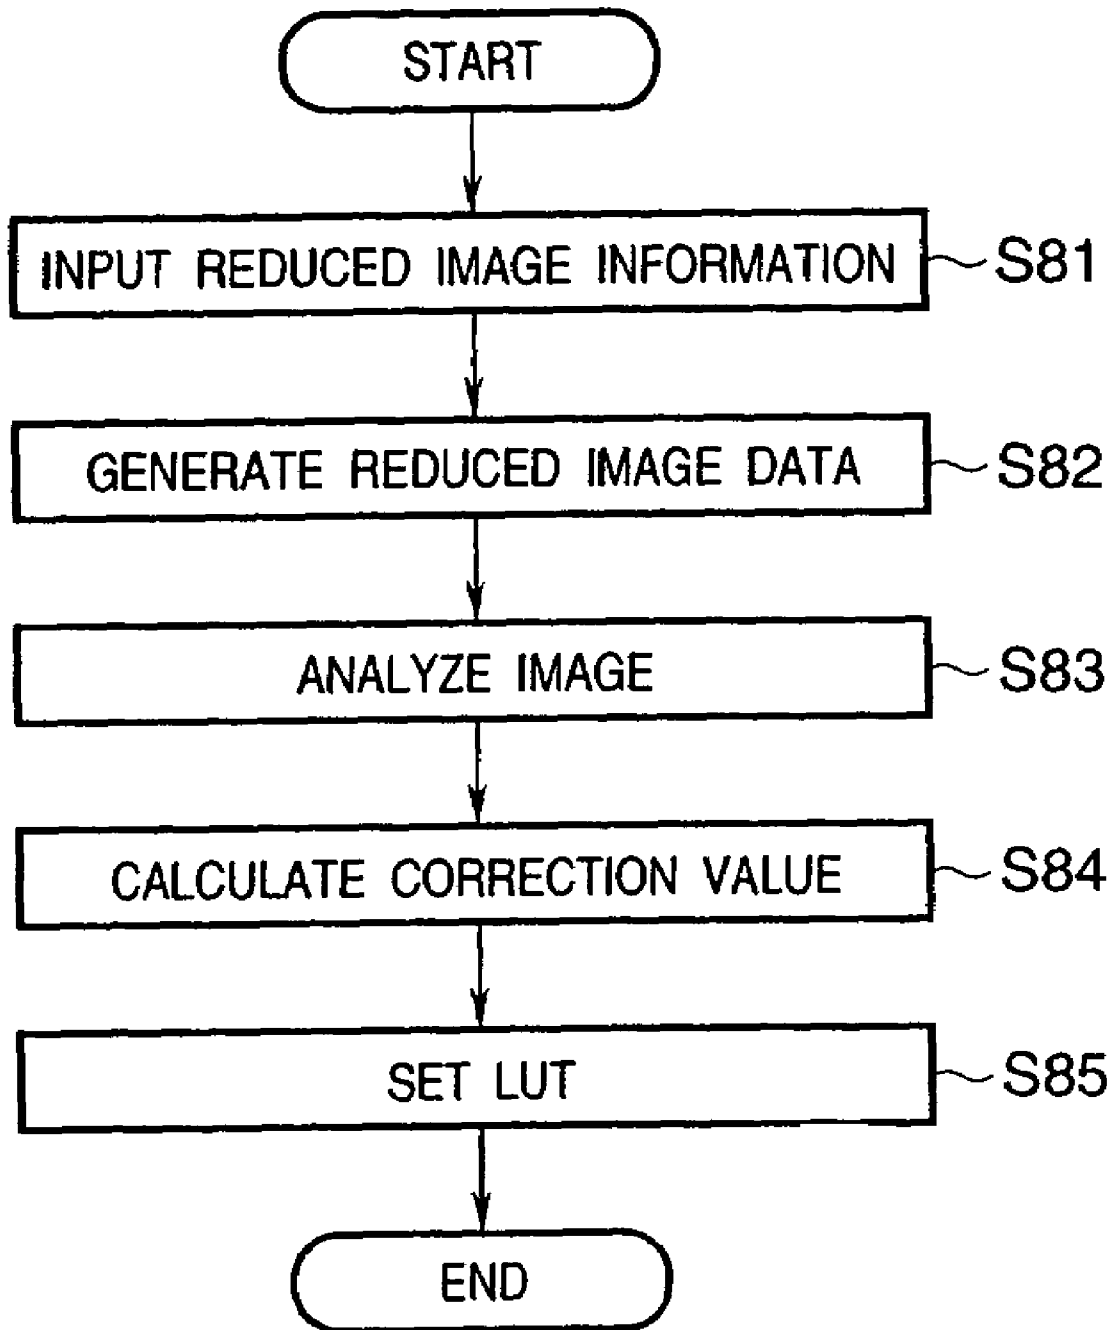 START
INPUT REDUCED IMAGE INFORMATION S81
GENERATE REDUCED IMAGE DATA S82
ANALYZE IMAGE S83
CALCULATE CORRECTION VALUE S84
SET LUT S85
END